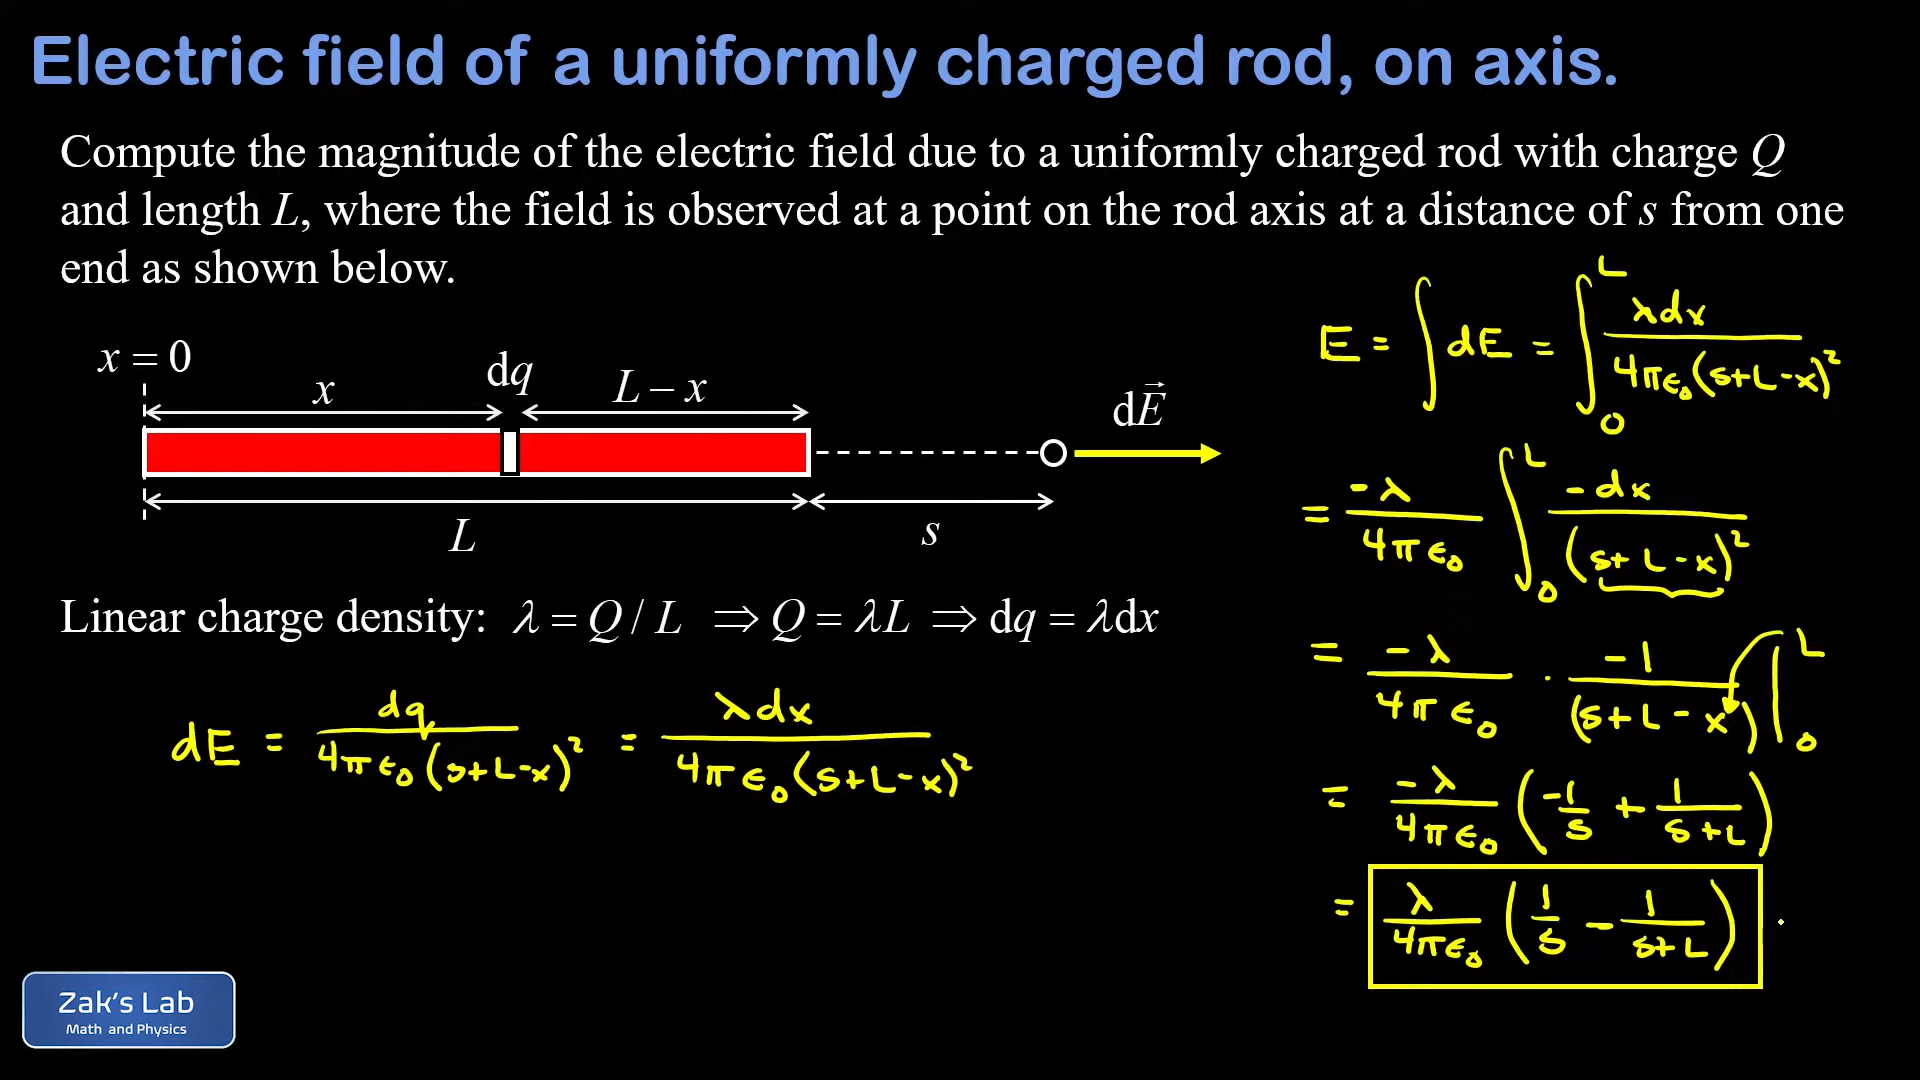 Electric field of a uniformly charged rod, on axis.
Compute the magnitude of the electric field due to a uniformly charged rod with charge Q
and length L, where the field is observed at a point on the rod axis at a distance of s from one
end as shown below.
x = 0
x
dq
L − x
dE⃗
L
s
Linear charge density: λ = Q / L ⇒ Q = λL ⇒ dq = λdx
dE = dq/(4πε₀(s+L-x)²) = λdx/(4πε₀(s+L-x)²)
E = ∫ dE = ∫₀ᴸ λdx/(4πε₀(s+L-x)²)
= -λ/(4πε₀) ∫₀ᴸ -dx/(s+L-x)²
= -λ/(4πε₀) · -1/(s+L-x) |₀ᴸ
= -λ/(4πε₀) (-1/s + 1/(s+L))
= λ/(4πε₀) (1/s - 1/(s+L))
Zak's Lab
Math and Physics